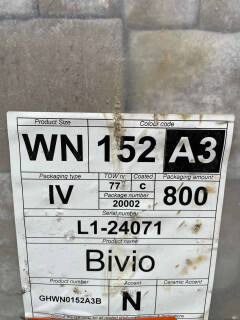 Product Size Colour code
WN 152 A3
Packaging type TOW nr Coated Packaging amount
IV 77 C 800
Package number
20002
Serial number
L1-24071
Product name
Bivio
Product number Accent Ceramic Accent
GHWN0152A3B N